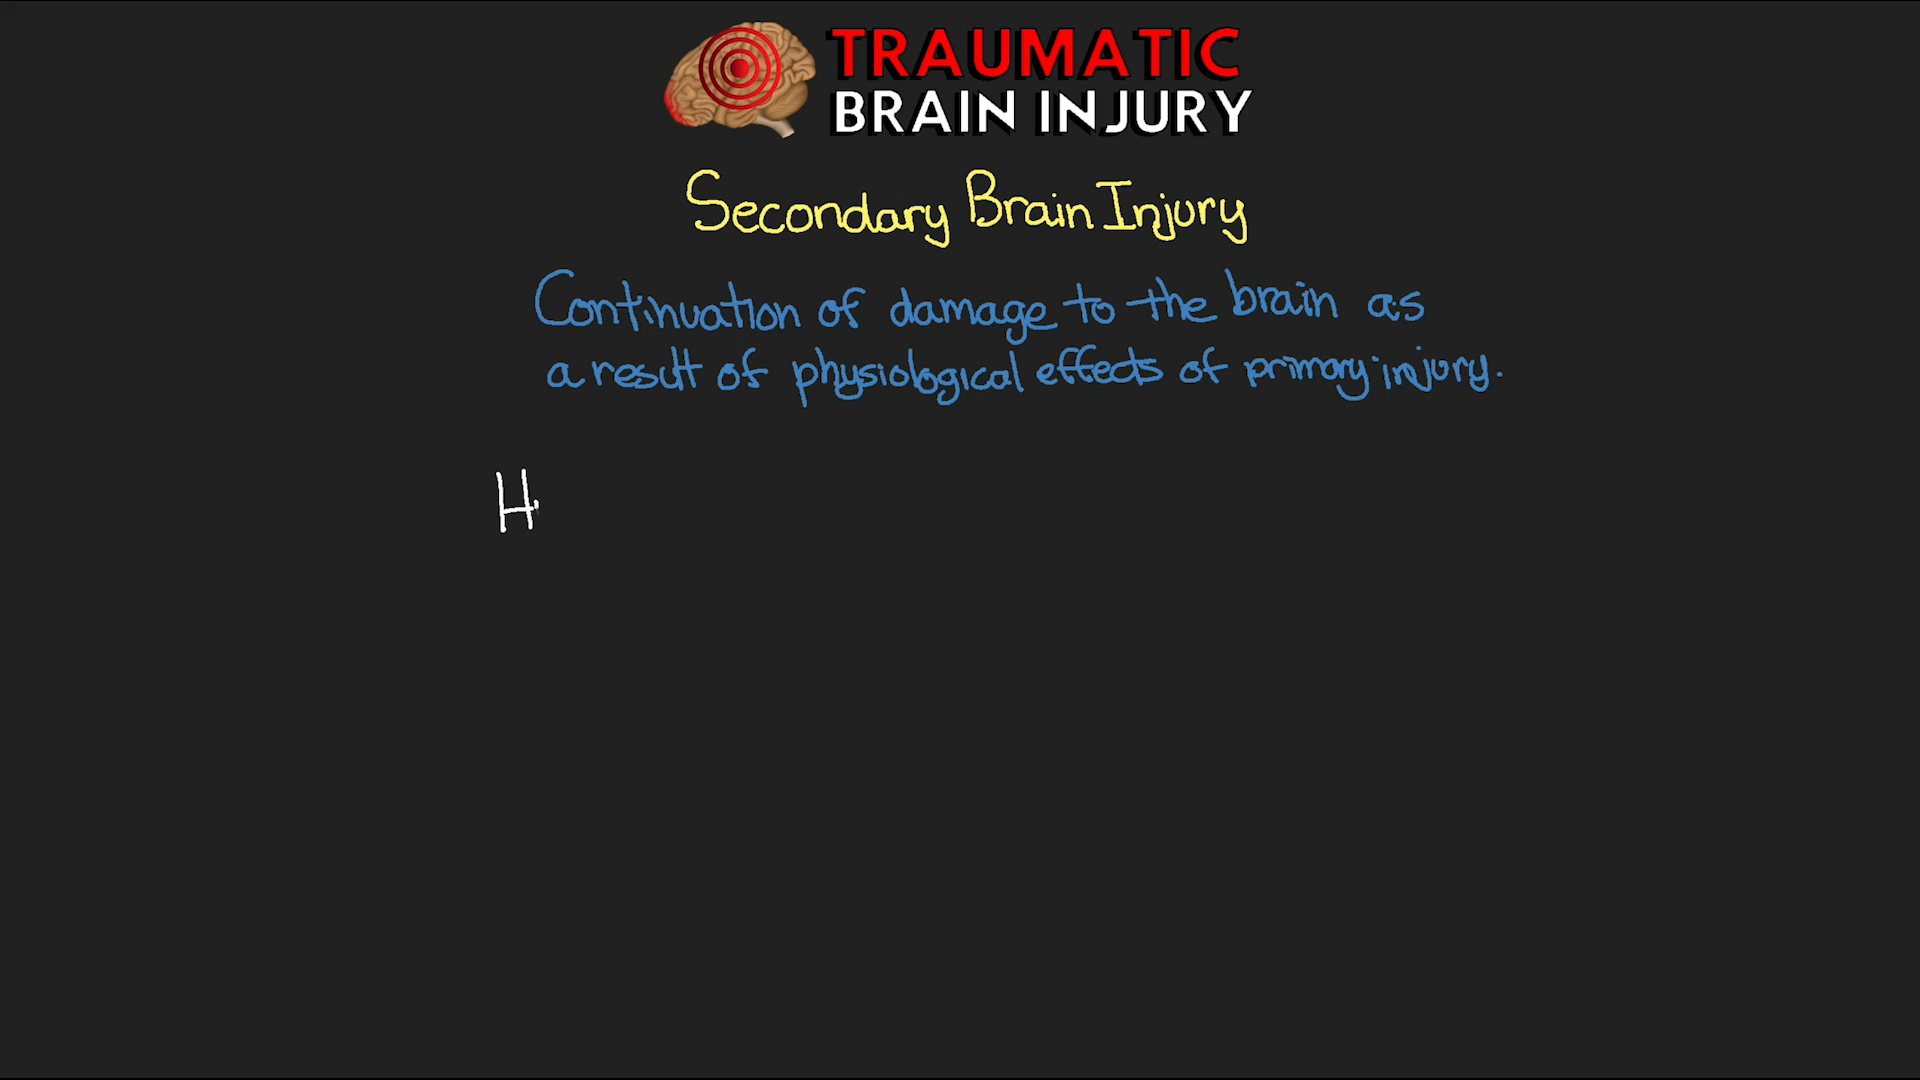 TRAUMATIC
BRAIN INJURY
Secondary Brain Injury
Continuation of damage to the brain as
a result of physiological effects of primary injury.
H